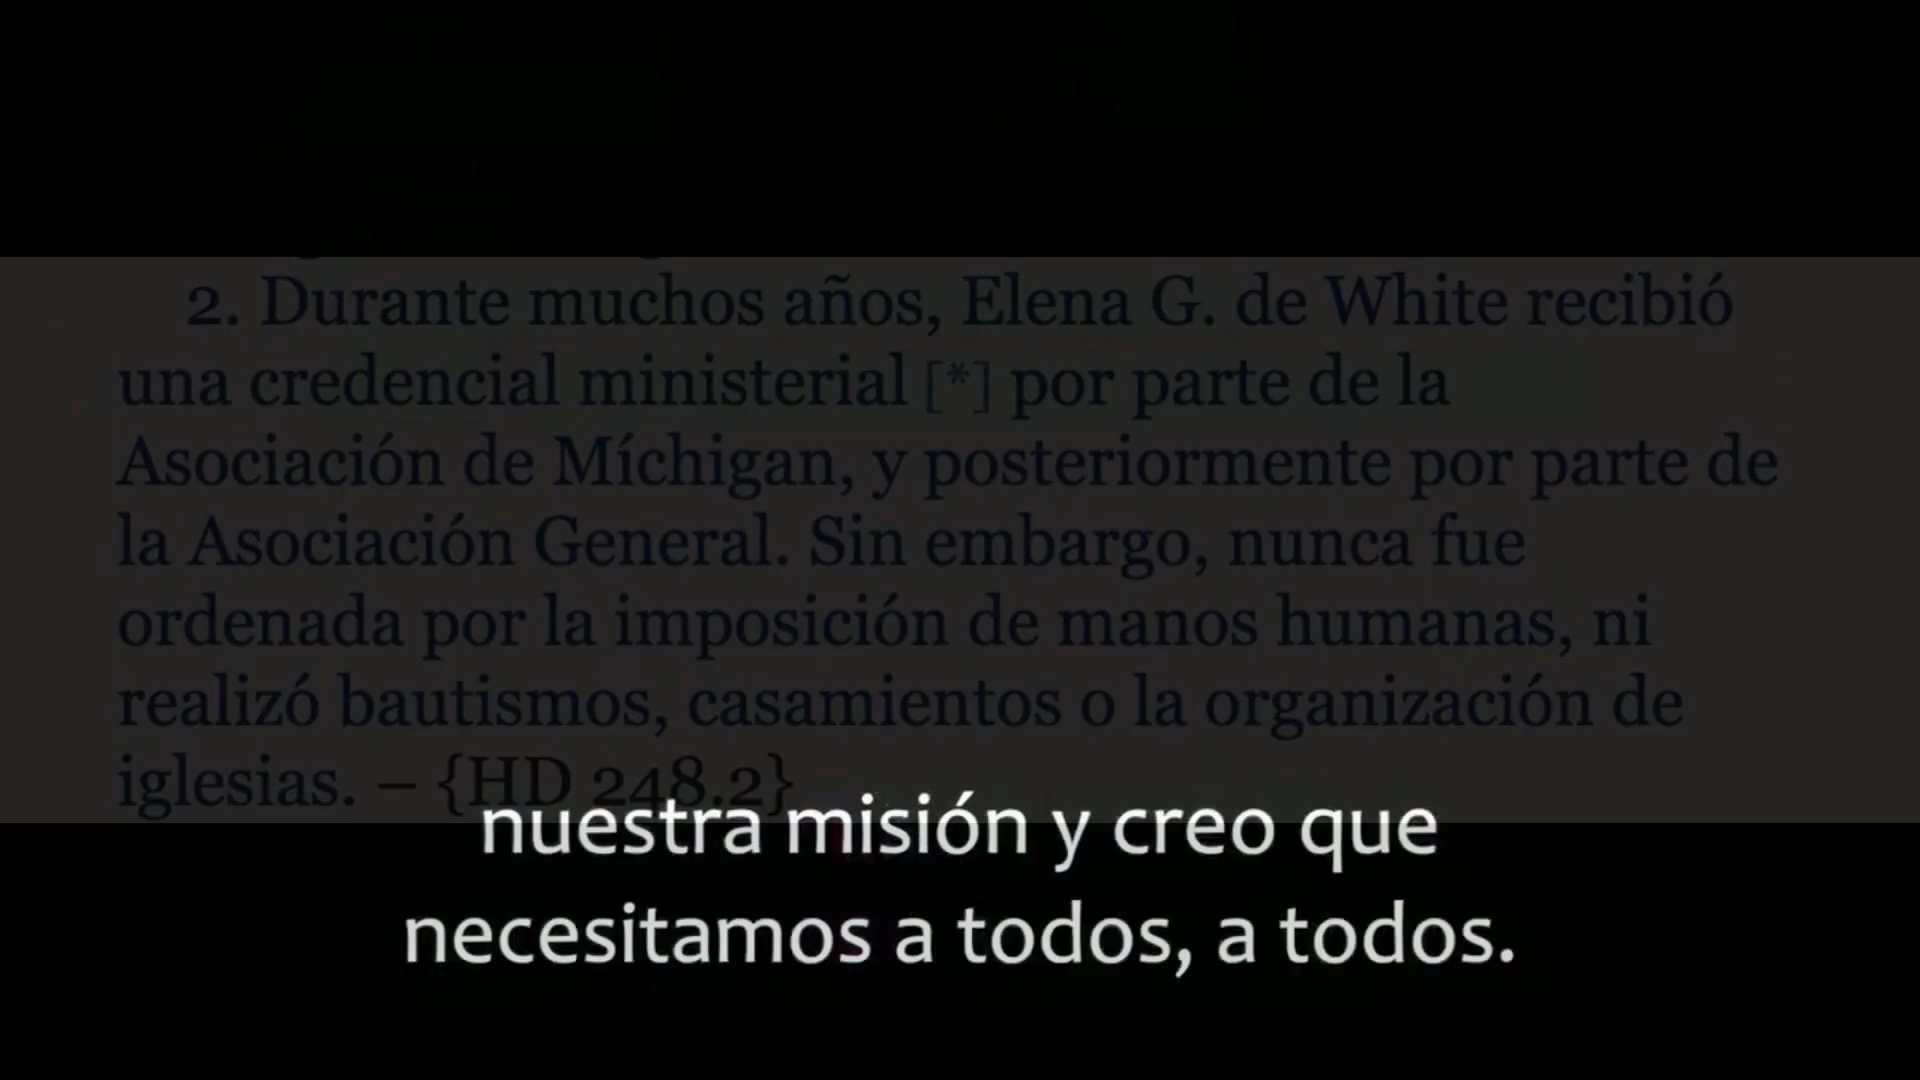 2. Durante muchos años, Elena G. de White recibió
una credencial ministerial [*] por parte de la
Asociación de Míchigan, y posteriormente por parte de
la Asociación General. Sin embargo, nunca fue
ordenada por la imposición de manos humanas, ni
realizó bautismos, casamientos o la organización de
iglesias. – {HD 248.2}
nuestra misión y creo que
necesitamos a todos, a todos.